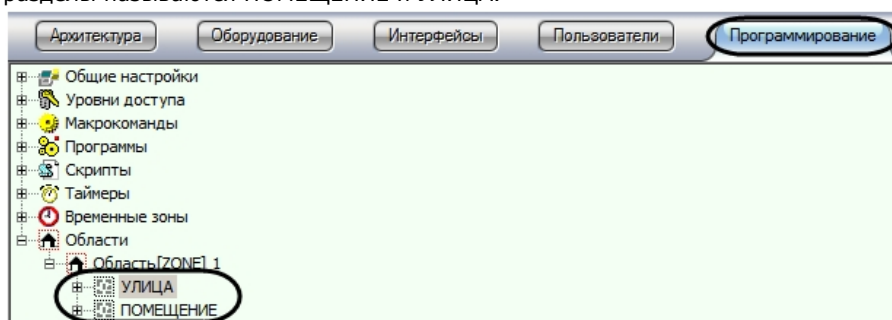 разделы называются ПОМЕЩЕНИЕ и УЛИЦА.
Архитектура Оборудование Интерфейсы Пользователи Программирование
Общие настройки
Уровни доступа
Макрокоманды
Программы
Скрипты
Таймеры
Временные зоны
Области
Область[ZONE] 1
УЛИЦА
ПОМЕЩЕНИЕ